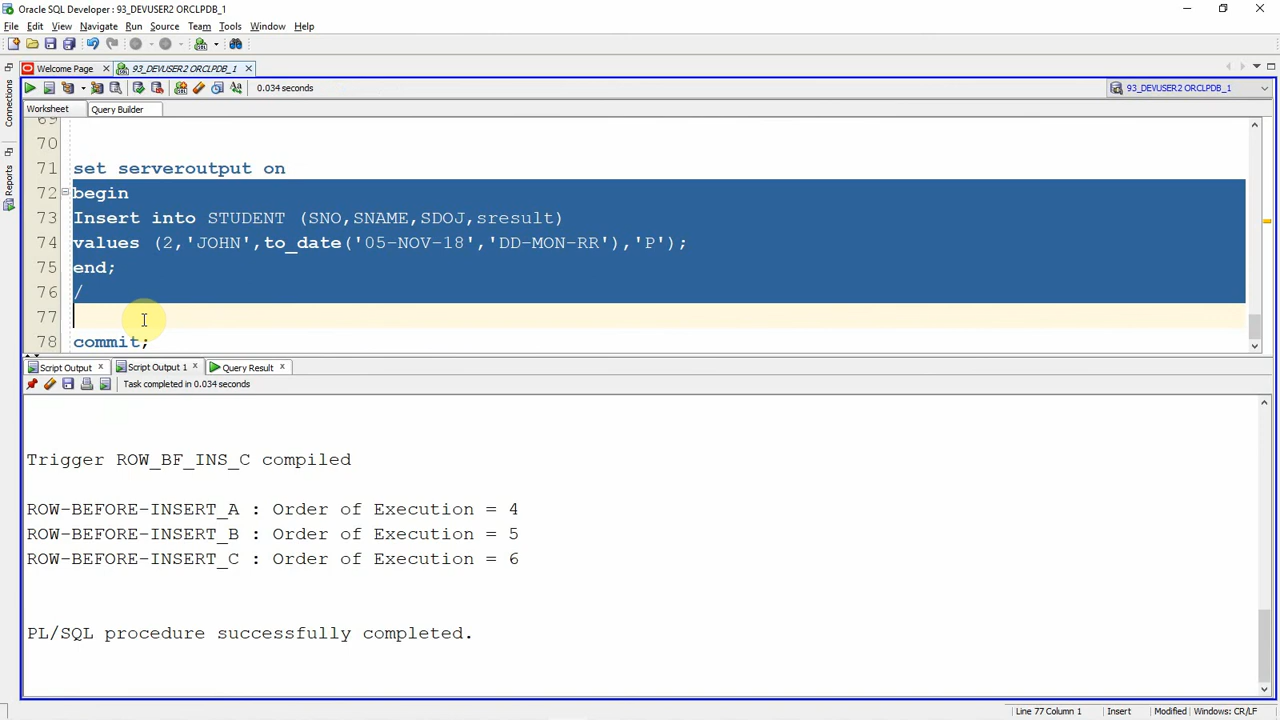 Oracle SQL Developer : 93_DEVUSER2 ORCLPDB_1
File Edit View Navigate Run Source Team Tools Window Help
Welcome Page 93_DEVUSER2 ORCLPDB_1
0.034 seconds 93_DEVUSER2 ORCLPDB_1
Connections
Reports
Worksheet Query Builder
69
70
71 set serveroutput on
72 begin
73 Insert into STUDENT (SNO,SNAME,SDOJ,sresult)
74 values (2,'JOHN',to_date('05-NOV-18','DD-MON-RR'),'P');
75 end;
76 /
77
78 commit;
Script Output Script Output 1 Query Result
Task completed in 0.034 seconds
Trigger ROW_BF_INS_C compiled
ROW-BEFORE-INSERT_A : Order of Execution = 4
ROW-BEFORE-INSERT_B : Order of Execution = 5
ROW-BEFORE-INSERT_C : Order of Execution = 6
PL/SQL procedure successfully completed.
Line 77 Column 1 Insert Modified Windows: CR/LF